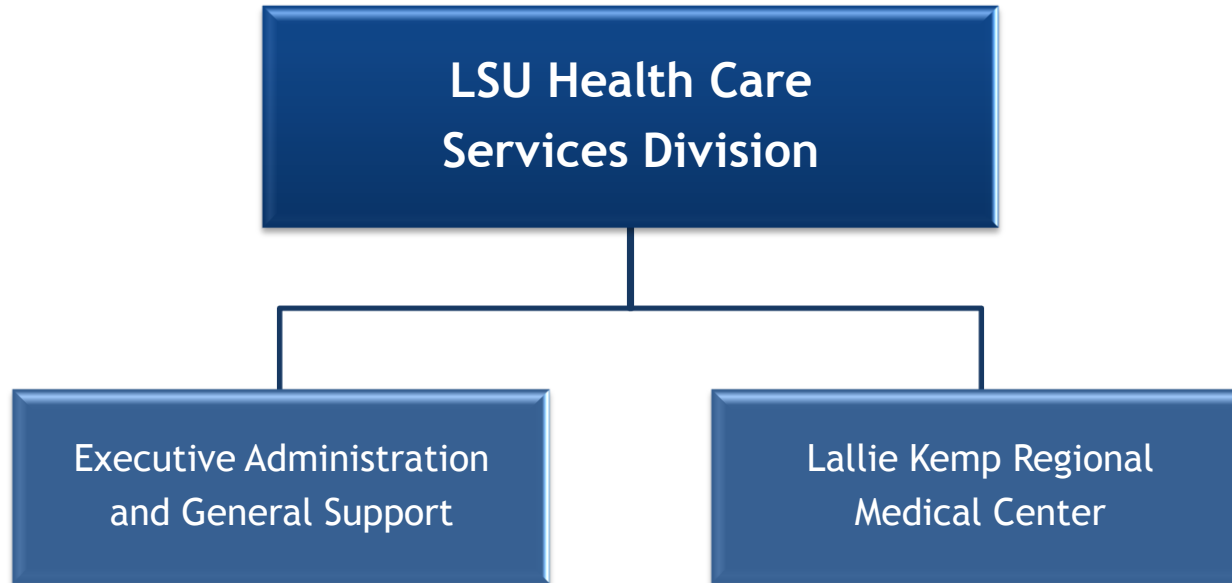 LSU Health Care
Services Division
Executive Administration
and General Support
Lallie Kemp Regional
Medical Center